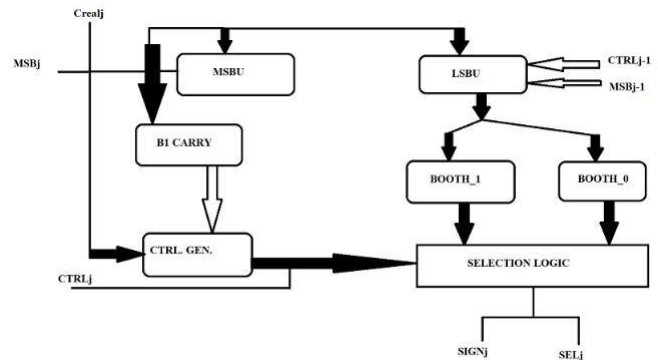 Crealj
MSBj
MSBU
LSBU
CTRLj-1
MSBj-1
B1 CARRY
BOOTH_1
BOOTH_0
CTRL. GEN.
SELECTION LOGIC
CTRLj
SIGNj
SELj